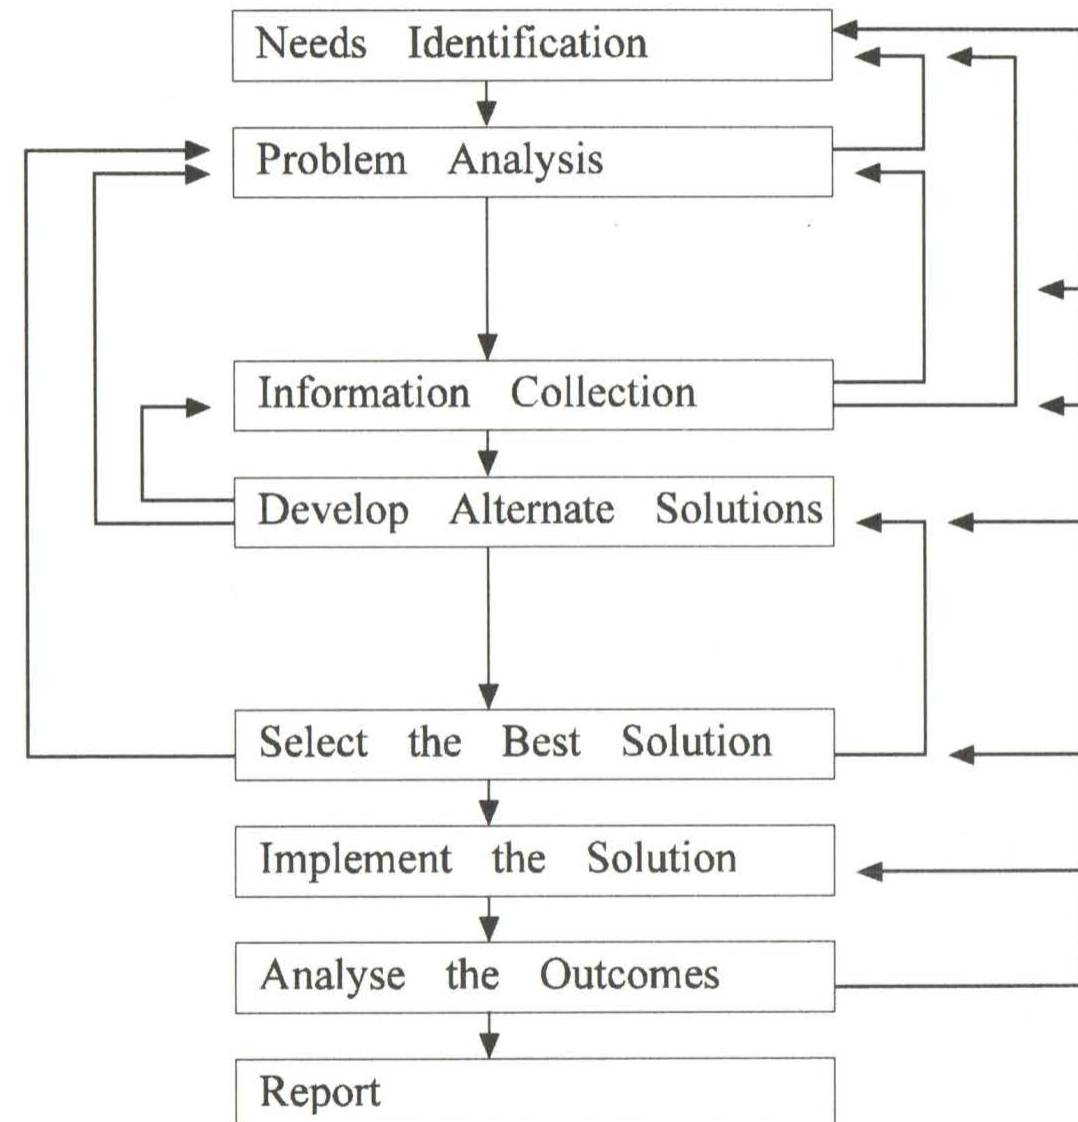 Needs Identification
Problem Analysis
Information Collection
Develop Alternate Solutions
Select the Best Solution
Implement the Solution
Analyse the Outcomes
Report